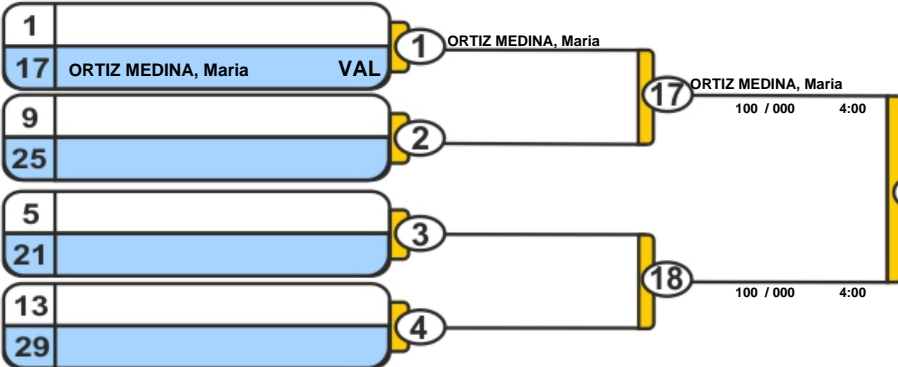 1
17 ORTIZ MEDINA, Maria VAL
1 ORTIZ MEDINA, Maria
9
25
2
17 ORTIZ MEDINA, Maria
100 / 000 4:00
5
21
3
13
29
4
18
100 / 000 4:00